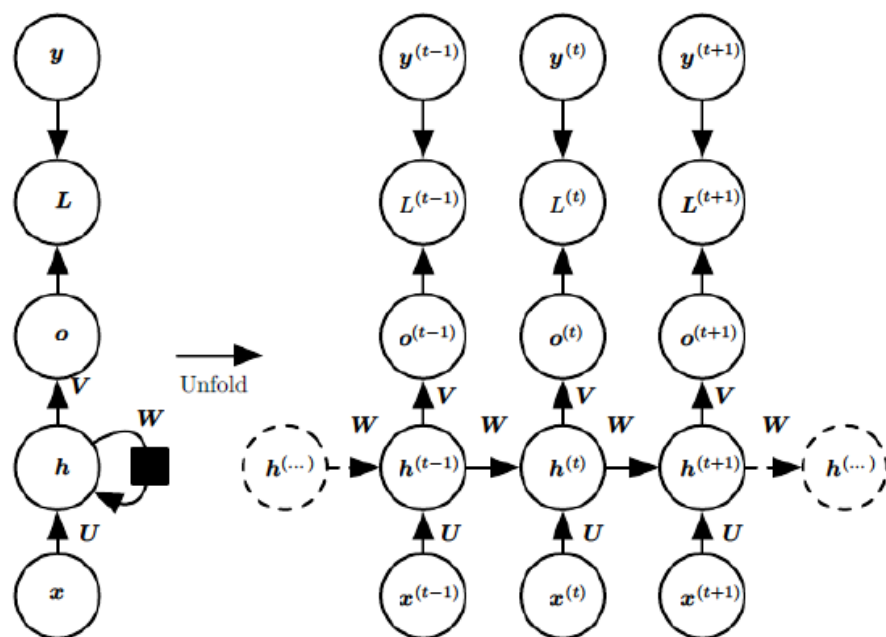 y y^{(t-1)} y^{(t)} y^{(t+1)}
L L^{(t-1)} L^{(t)} L^{(t+1)}
o o^{(t-1)} o^{(t)} o^{(t+1)}
Unfold
V V V V
W W W W W
h h^{(...)} h^{(t-1)} h^{(t)} h^{(t+1)} h^{(...)}
U U U U
x x^{(t-1)} x^{(t)} x^{(t+1)}